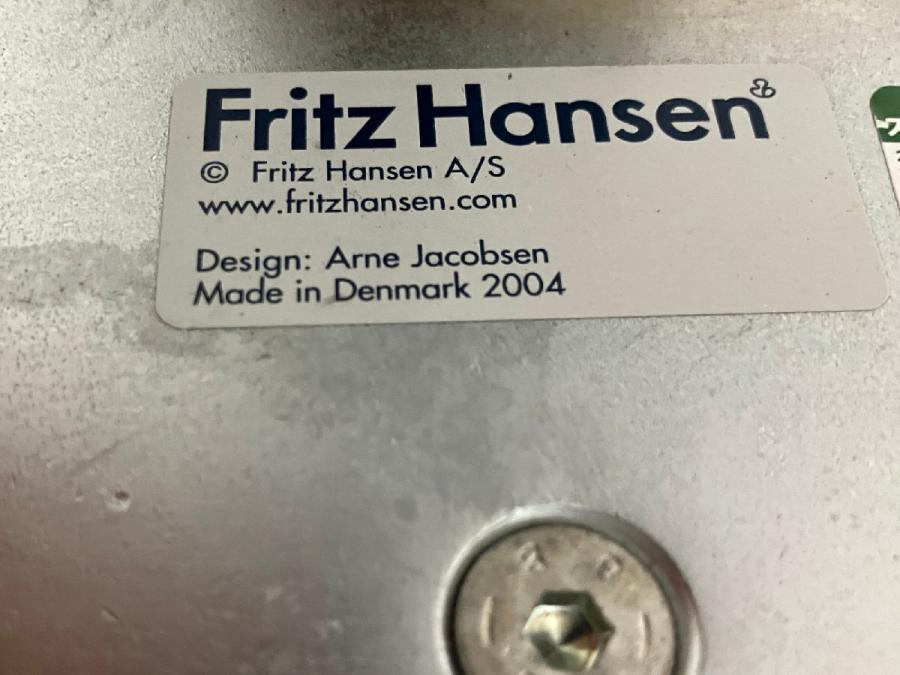 Fritz Hansen
© Fritz Hansen A/S
www.fritzhansen.com
Design: Arne Jacobsen
Made in Denmark 2004